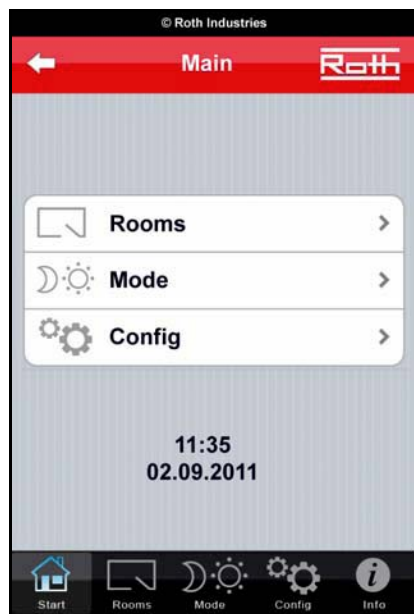 © Roth Industries
Main
Roth
Rooms
Mode
Config
11:35
02.09.2011
Start Rooms Mode Config Info